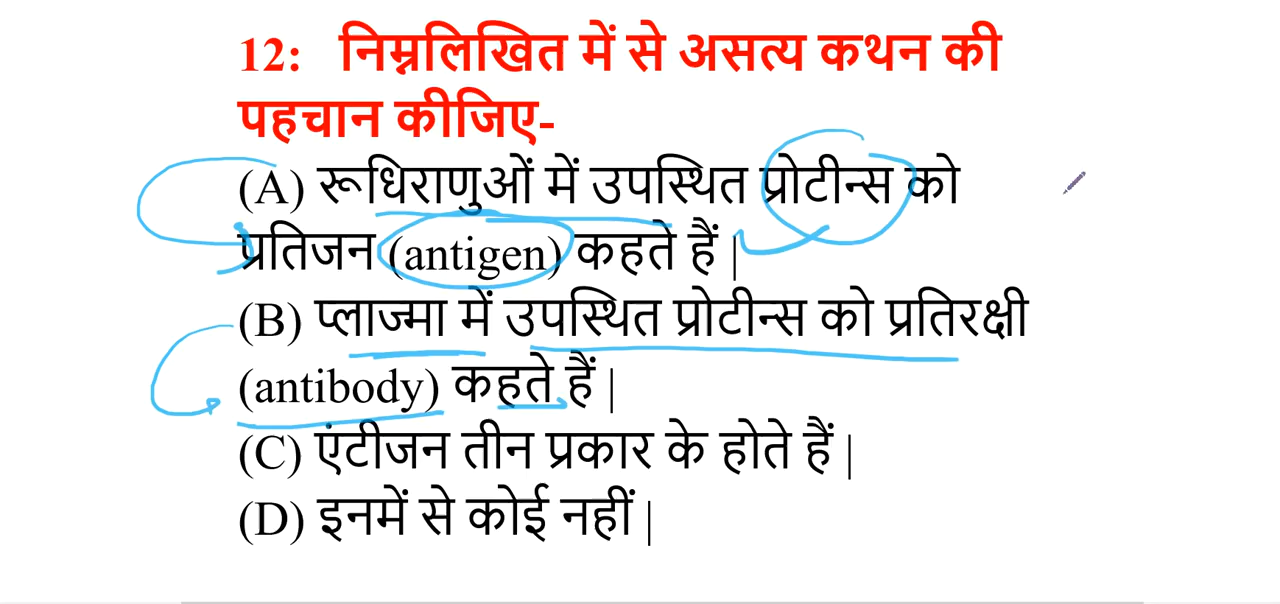 12: निम्नलिखित में से असत्य कथन की
पहचान कीजिए-
(A) रूधिराणुओं में उपस्थित प्रोटीन्स को
प्रतिजन (antigen) कहते हैं |
(B) प्लाज्मा में उपस्थित प्रोटीन्स को प्रतिरक्षी
(antibody) कहते हैं |
(C) एंटीजन तीन प्रकार के होते हैं |
(D) इनमें से कोई नहीं |